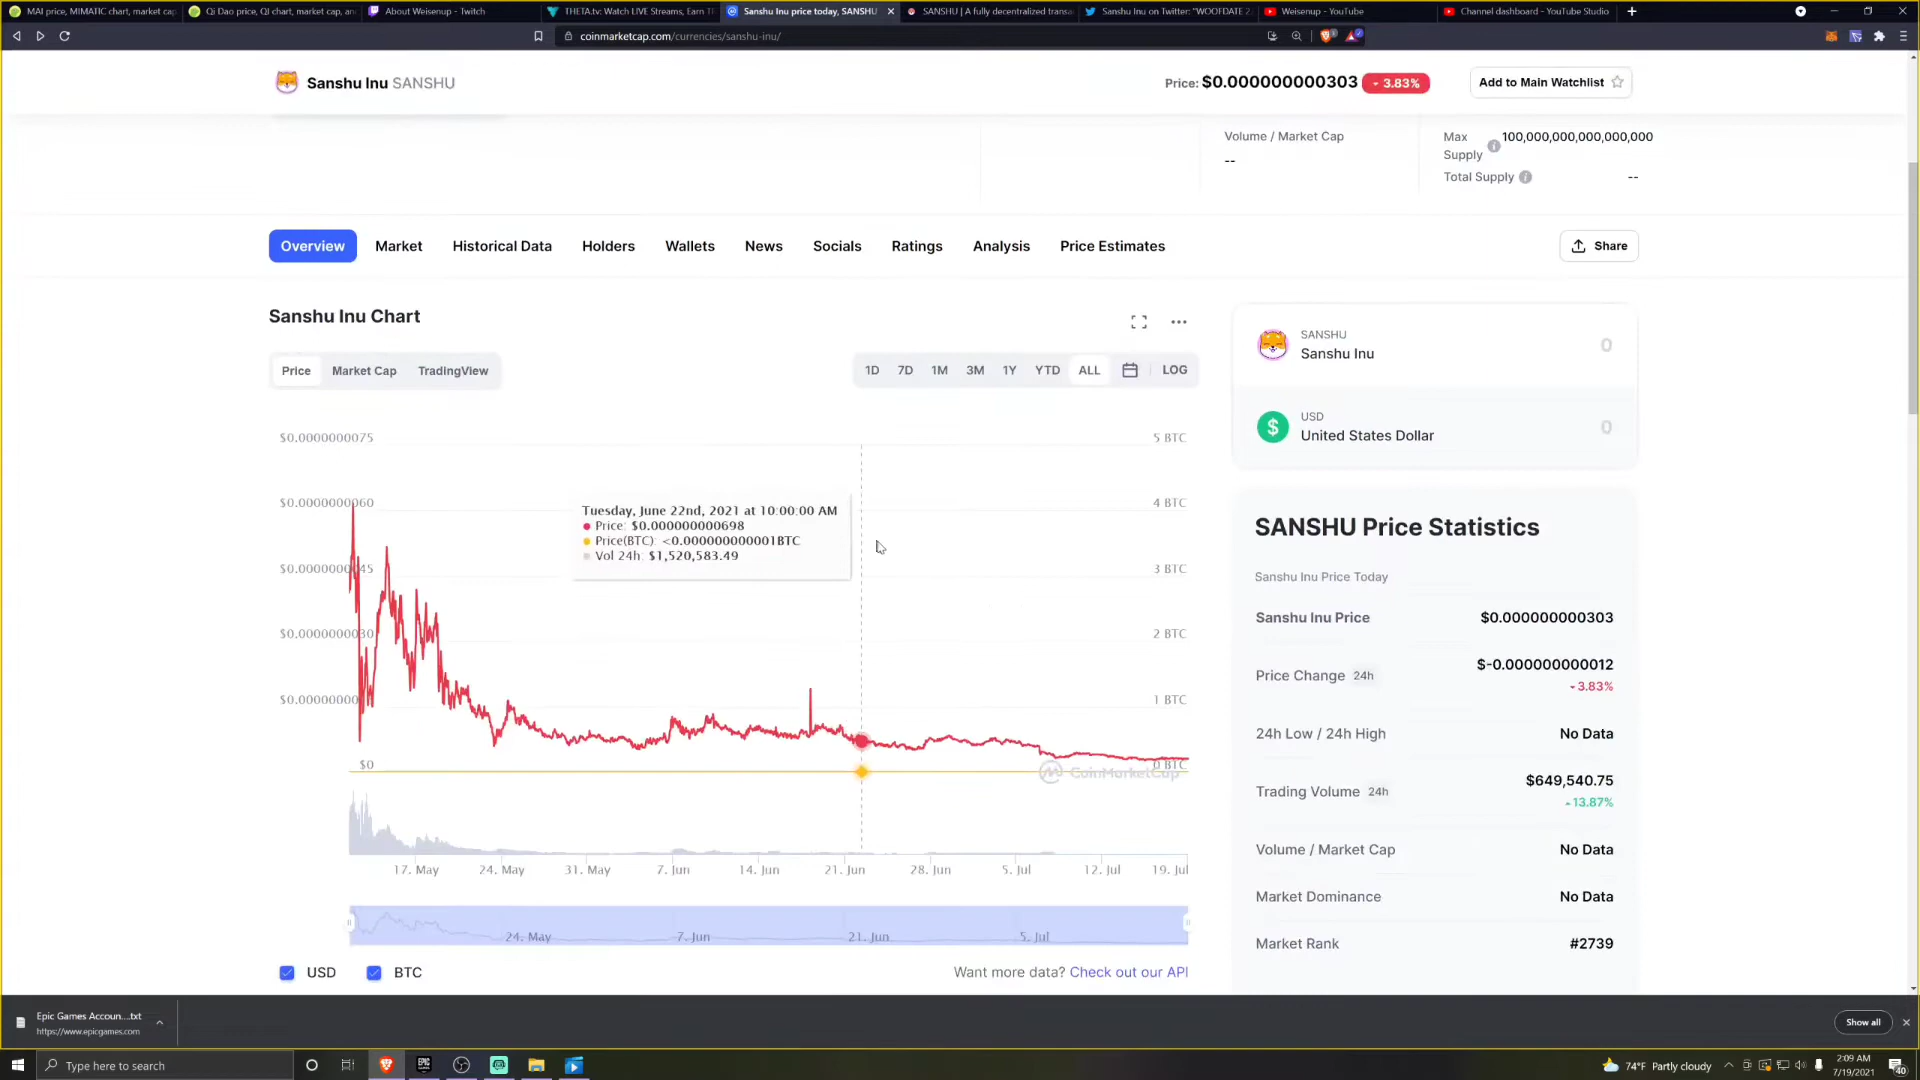 MAI price, MIMATIC chart, market cap
Qi Dao price, QI chart, market cap, an
About Weisenup - Twitch
THETA.tv: Watch LIVE Streams, Earn TF
Sanshu Inu price today, SANSHU
SANSHU | A fully decentralized transa
Sanshu Inu on Twitter: "WOOFDATE 2
Weisenup - YouTube
Channel dashboard - YouTube Studio
coinmarketcap.com/currencies/sanshu-inu/
Sanshu Inu SANSHU
Price: $0.000000000303 3.83%
Add to Main Watchlist
Volume / Market Cap
--
Max Supply 100,000,000,000,000,000
Total Supply --
Overview Market Historical Data Holders Wallets News Socials Ratings Analysis Price Estimates
Share
Sanshu Inu Chart
Price Market Cap TradingView
1D 7D 1M 3M 1Y YTD ALL LOG
$0.0000000075 5 BTC
$0.0000000060 4 BTC
$0.0000000045 3 BTC
$0.0000000030 2 BTC
$0.00000000 1 BTC
$0 0 BTC
Tuesday, June 22nd, 2021 at 10:00:00 AM
Price: $0.000000000698
Price(BTC): <0.000000000001BTC
Vol 24h: $1,520,583.49
CoinMarketCap
17. May 24. May 31. May 7. Jun 14. Jun 21. Jun 28. Jun 5. Jul 12. Jul 19. Jul
24. May 7. Jun 21. Jun 5. Jul
USD BTC
Want more data? Check out our API
SANSHU
Sanshu Inu 0
USD
United States Dollar 0
SANSHU Price Statistics
Sanshu Inu Price Today
Sanshu Inu Price $0.000000000303
Price Change 24h $-0.000000000012
3.83%
24h Low / 24h High No Data
Trading Volume 24h $649,540.75
13.87%
Volume / Market Cap No Data
Market Dominance No Data
Market Rank #2739
Epic Games Accoun....txt
https://www.epicgames.com
Show all
Type here to search
EPIC
74°F Partly cloudy
2:09 AM
7/19/2021
40